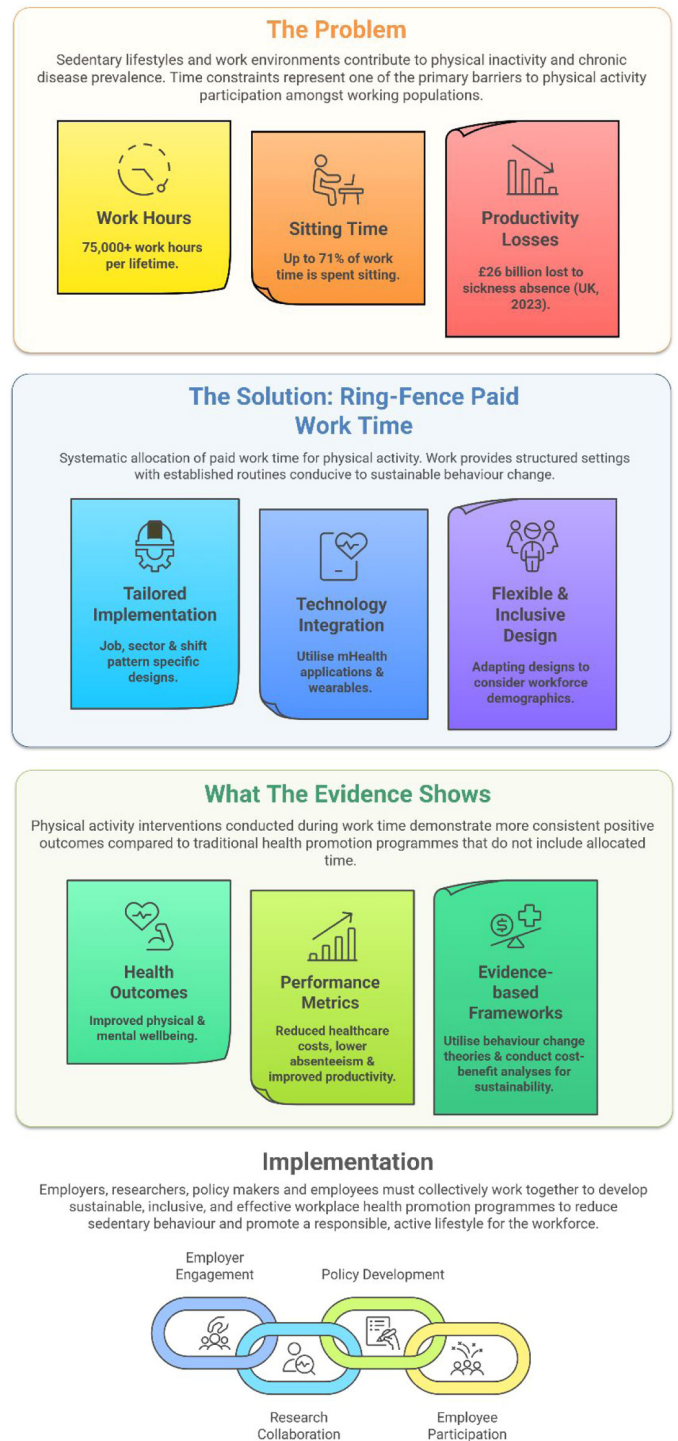 The Problem
Sedentary lifestyles and work environments contribute to physical inactivity and chronic
disease prevalence. Time constraints represent one of the primary barriers to physical activity
participation amongst working populations.
Work Hours
75,000+ work hours
per lifetime.
Sitting Time
Up to 71% of work
time is spent sitting.
Productivity
Losses
£26 billion lost to
sickness absence (UK,
2023).
The Solution: Ring-Fence Paid
Work Time
Systematic allocation of paid work time for physical activity. Work provides structured settings
with established routines conducive to sustainable behaviour change.
Tailored
Implementation
Job, sector & shift
pattern specific
designs.
Technology
Integration
Utilise mHealth
applications &
wearables.
Flexible &
Inclusive
Design
Adapting designs to
consider workforce
demographics.
What The Evidence Shows
Physical activity interventions conducted during work time demonstrate more consistent positive
outcomes compared to traditional health promotion programmes that do not include allocated
time.
Health
Outcomes
Improved physical &
mental wellbeing.
Performance
Metrics
Reduced healthcare
costs, lower
absenteeism &
improved productivity.
$
Evidence-
based
Frameworks
Utilise behaviour change
theories & conduct cost-
benefit analyses for
sustainability.
Implementation
Employers, researchers, policy makers and employees must collectively work together to develop
sustainable, inclusive, and effective workplace health promotion programmes to reduce
sedentary behaviour and promote a responsible, active lifestyle for the workforce.
Employer
Engagement
Policy Development
Research
Collaboration
Employee
Participation